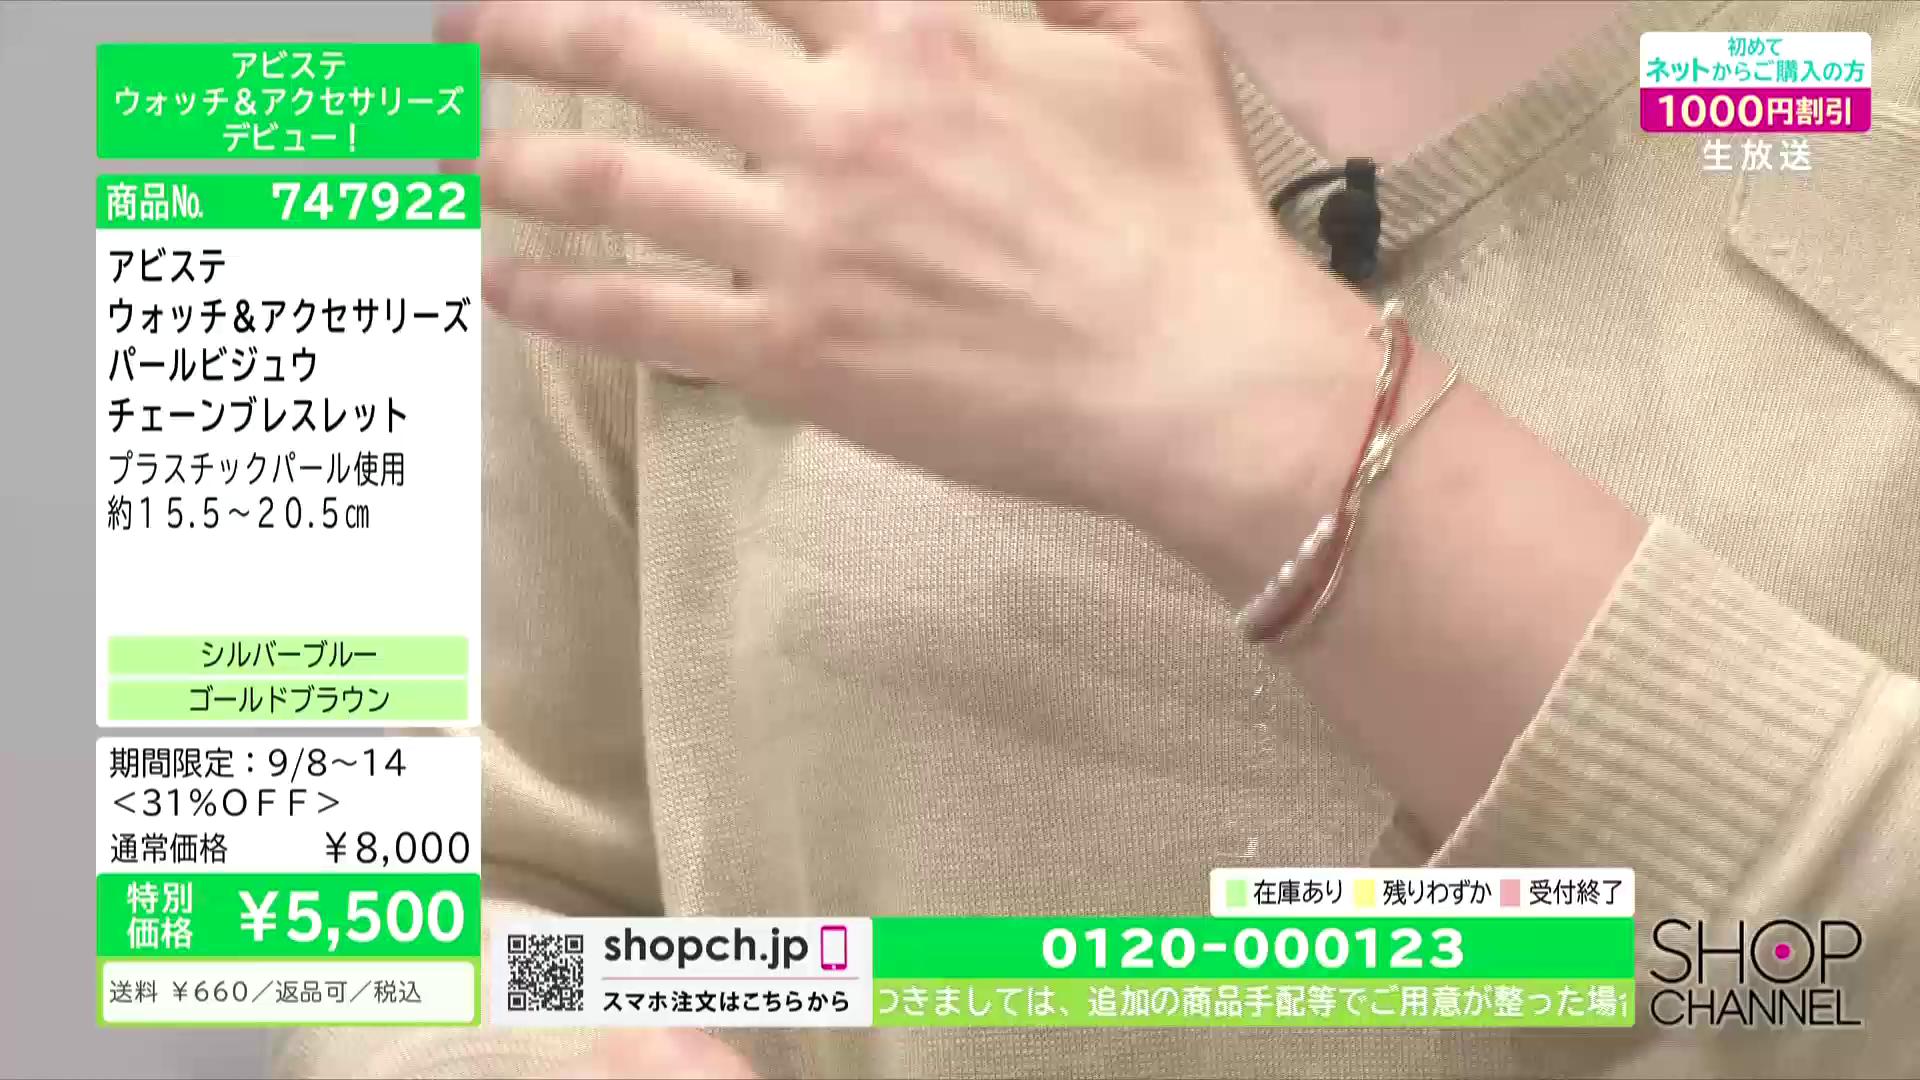 アビステ
ウォッチ＆アクセサリーズ
デビュー！
商品№ 747922
アビステ
ウォッチ＆アクセサリーズ
パールビジュウ
チェーンブレスレット
プラスチックパール使用
約１５.５～２０.５㎝
シルバーブルー
ゴールドブラウン
期間限定：９/８～１４
＜３１％ＯＦＦ＞
通常価格 ￥8,000
特別
価格 ￥5,500
送料 ￥６６０／返品可／税込
初めて
ネットからご購入の方
1000円割引
生放送
在庫あり 残りわずか 受付終了
shopch.jp
スマホ注文はこちらから
0120-000123
つきましては、追加の商品手配等でご用意が整った場合
SHOP
CHANNEL